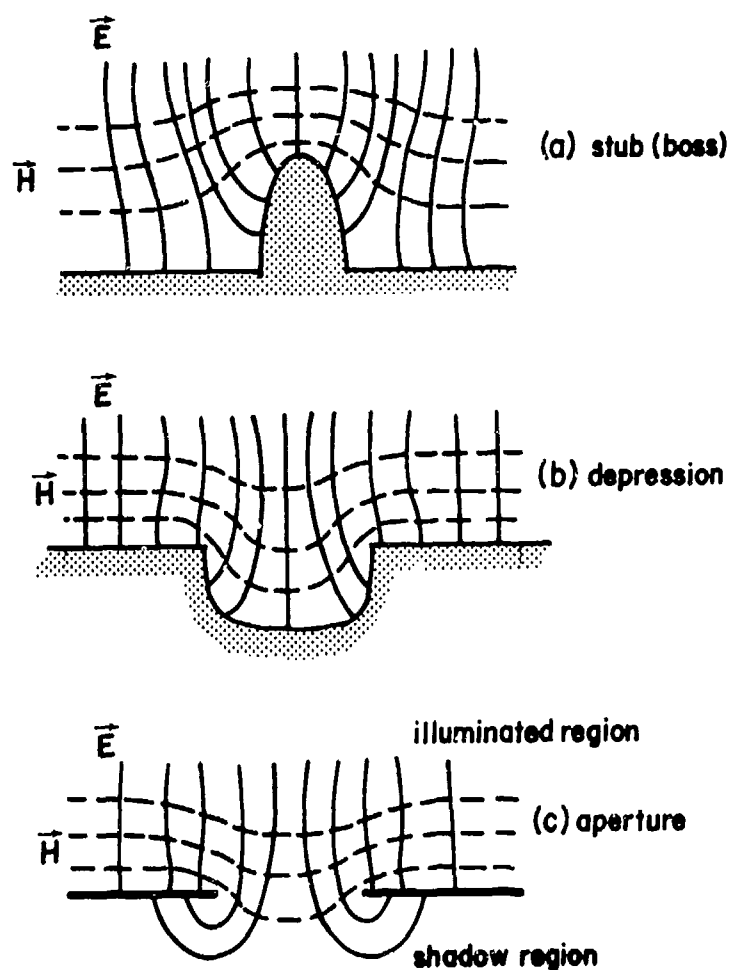 E
H
(a) stub (boss)
E
H
(b) depression
illuminated region
E
H
(c) aperture
shadow region